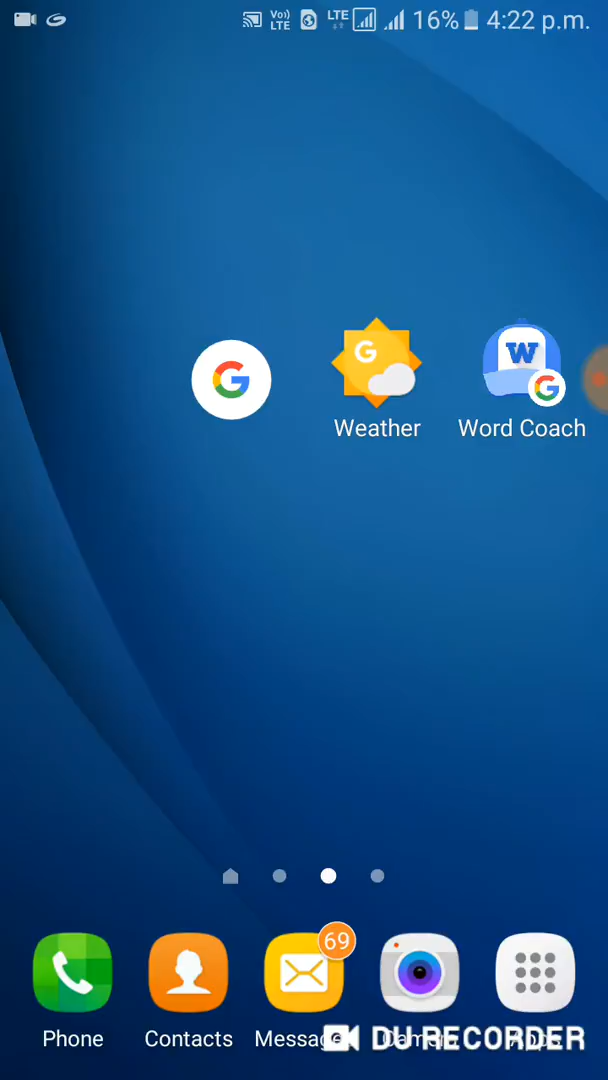 Vo)) LTE LTE 16% 4:22 p.m.
G
G
W
G
Weather
Word Coach
69
Phone
Contacts
DU RECORDER